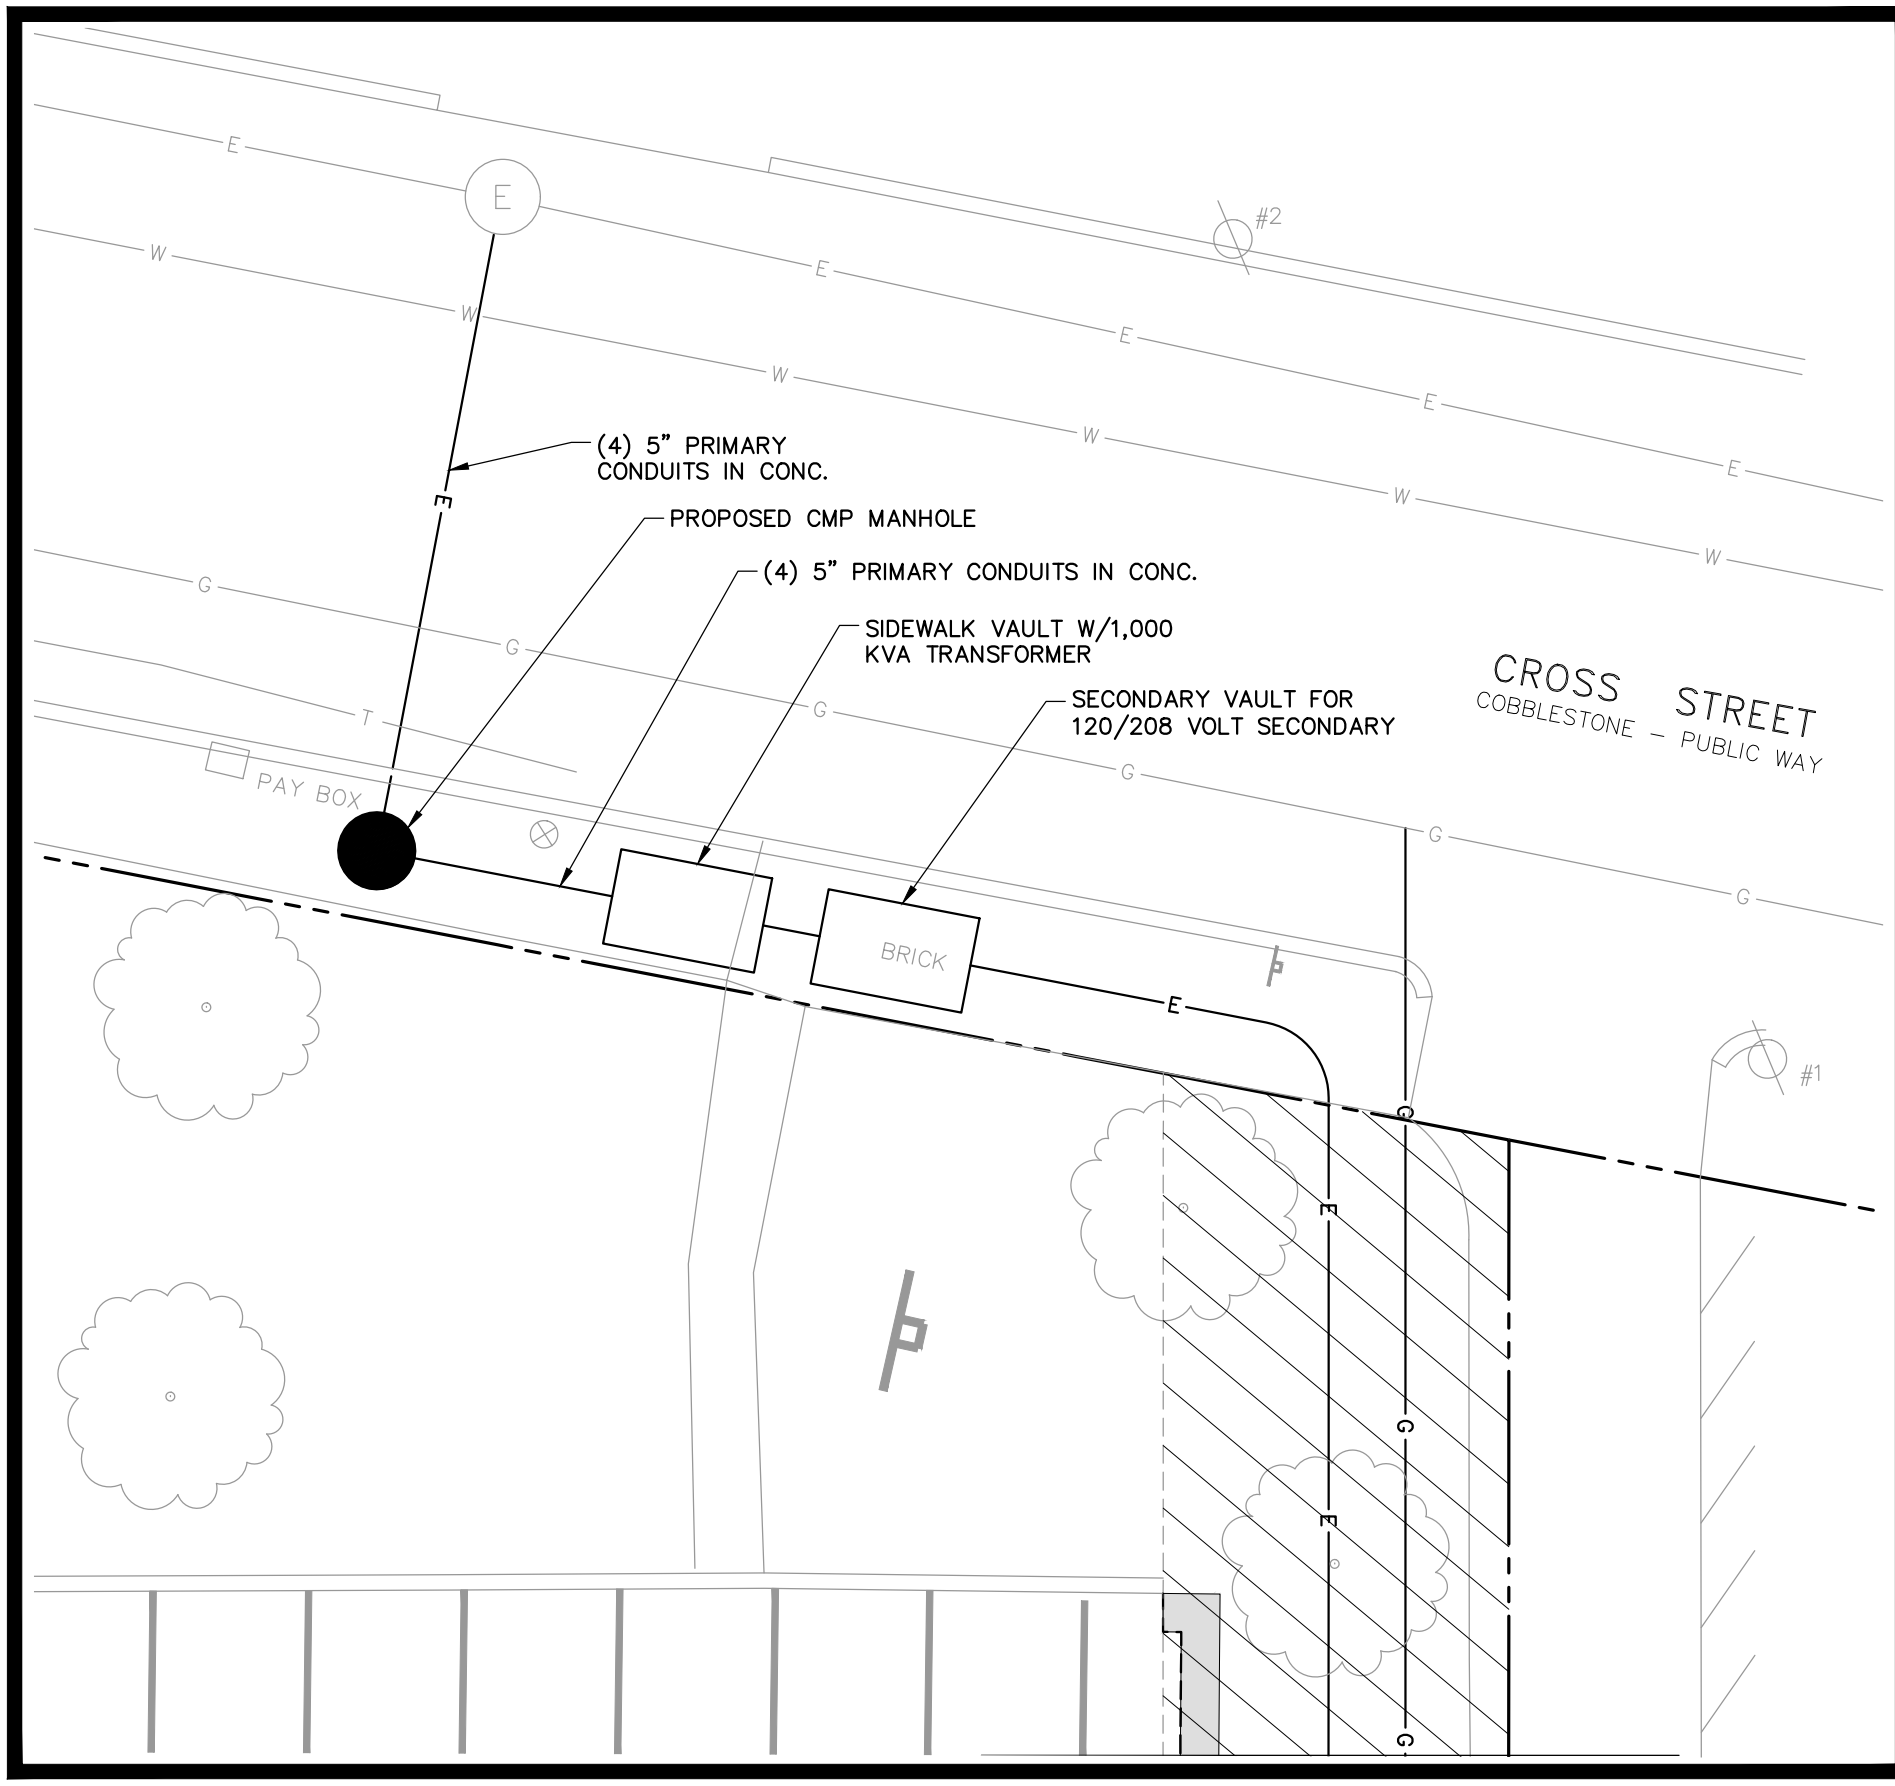 E
E
#2
W
E
W
E
W
E
W
(4) 5” PRIMARY
CONDUITS IN CONC.
E
W
E
PROPOSED CMP MANHOLE
W
(4) 5” PRIMARY CONDUITS IN CONC.
G
SIDEWALK VAULT W/1,000
KVA TRANSFORMER
G
CROSS STREET
COBBLESTONE – PUBLIC WAY
SECONDARY VAULT FOR
120/208 VOLT SECONDARY
G
T
G
PAY BOX
G
G
BRICK
E
#1
G
E
G
E
G